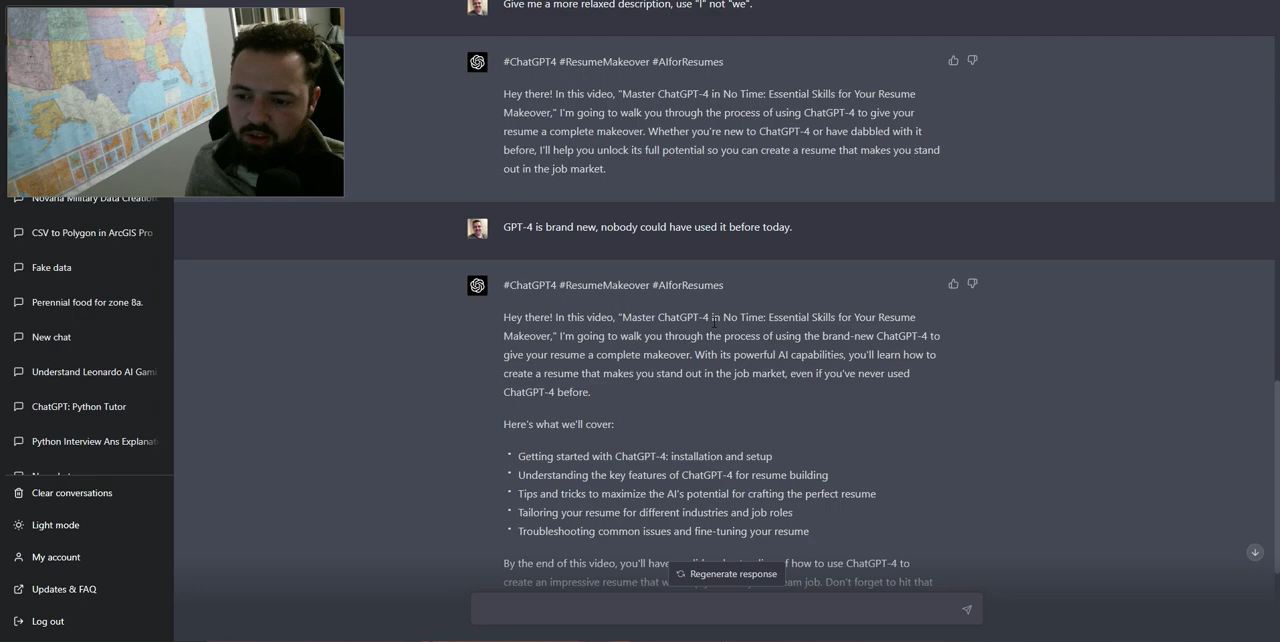 Give me a more relaxed description, use "I" not "we".
#ChatGPT4 #ResumeMakeover #AIforResumes
Hey there! In this video, "Master ChatGPT-4 in No Time: Essential Skills for Your Resume
Makeover," I'm going to walk you through the process of using ChatGPT-4 to give your
resume a complete makeover. Whether you're new to ChatGPT-4 or have dabbled with it
before, I'll help you unlock its full potential so you can create a resume that makes you stand
out in the job market.
GPT-4 is brand new, nobody could have used it before today.
#ChatGPT4 #ResumeMakeover #AIforResumes
Hey there! In this video, "Master ChatGPT-4 in No Time: Essential Skills for Your Resume
Makeover," I'm going to walk you through the process of using the brand-new ChatGPT-4 to
give your resume a complete makeover. With its powerful AI capabilities, you'll learn how to
create a resume that makes you stand out in the job market, even if you've never used
ChatGPT-4 before.
Here's what we'll cover:
• Getting started with ChatGPT-4: installation and setup
• Understanding the key features of ChatGPT-4 for resume building
• Tips and tricks to maximize the AI's potential for crafting the perfect resume
• Tailoring your resume for different industries and job roles
• Troubleshooting common issues and fine-tuning your resume
By the end of this video, you'll have of how to use ChatGPT-4 to
create an impressive resume that job. Don't forget to hit that
Regenerate response
Novaria Military Data Creation
CSV to Polygon in ArcGIS Pro
Fake data
Perennial food for zone 8a.
New chat
Understand Leonardo AI Gami
ChatGPT: Python Tutor
Python Interview Ans Explanati
Clear conversations
Light mode
My account
Updates & FAQ
Log out